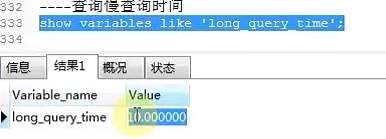 332 ----查询慢查询时间
333 show variables like 'long_query_time';
334
信息 结果1 概况 状态
Variable_name Value
long_query_time 10.000000